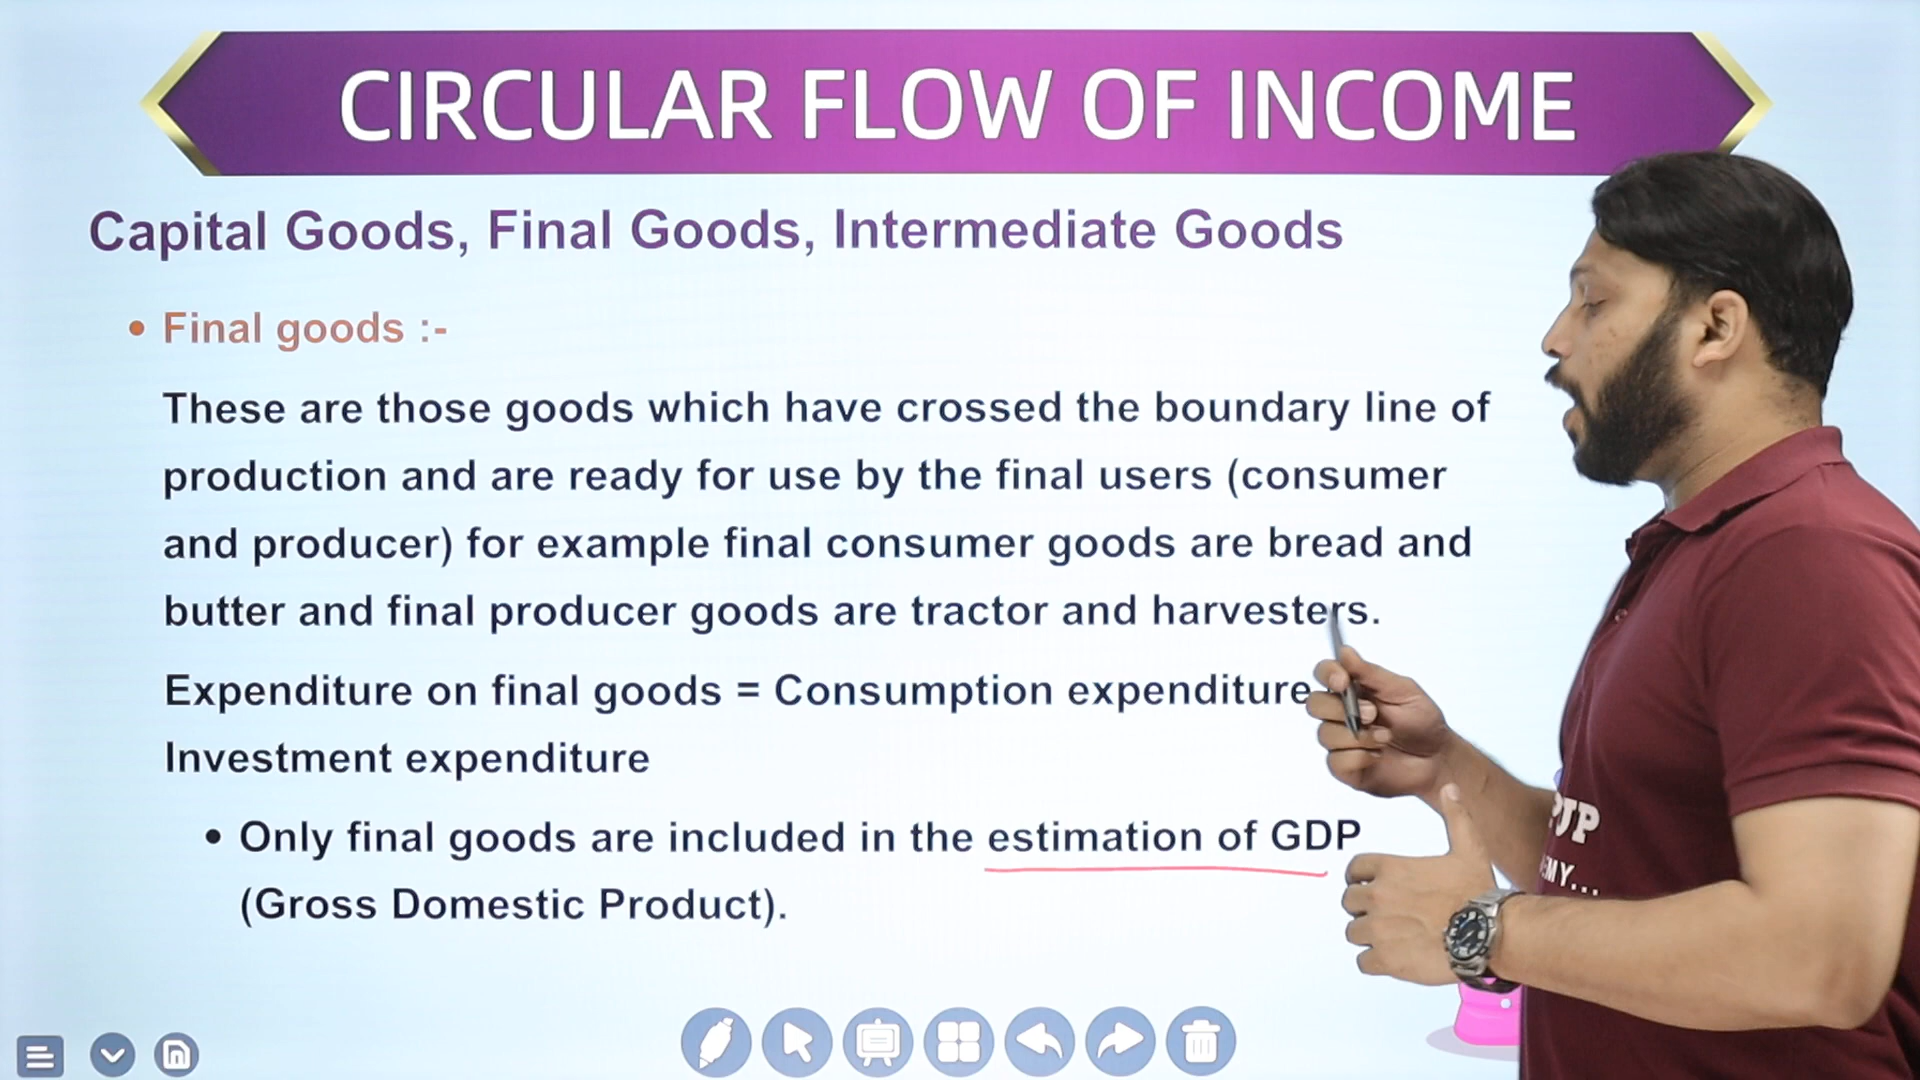 CIRCULAR FLOW OF INCOME
Capital Goods, Final Goods, Intermediate Goods
• Final goods :-
These are those goods which have crossed the boundary line of
production and are ready for use by the final users (consumer
and producer) for example final consumer goods are bread and
butter and final producer goods are tractor and harvesters.
Expenditure on final goods = Consumption expenditure
Investment expenditure
• Only final goods are included in the estimation of GDP
(Gross Domestic Product).